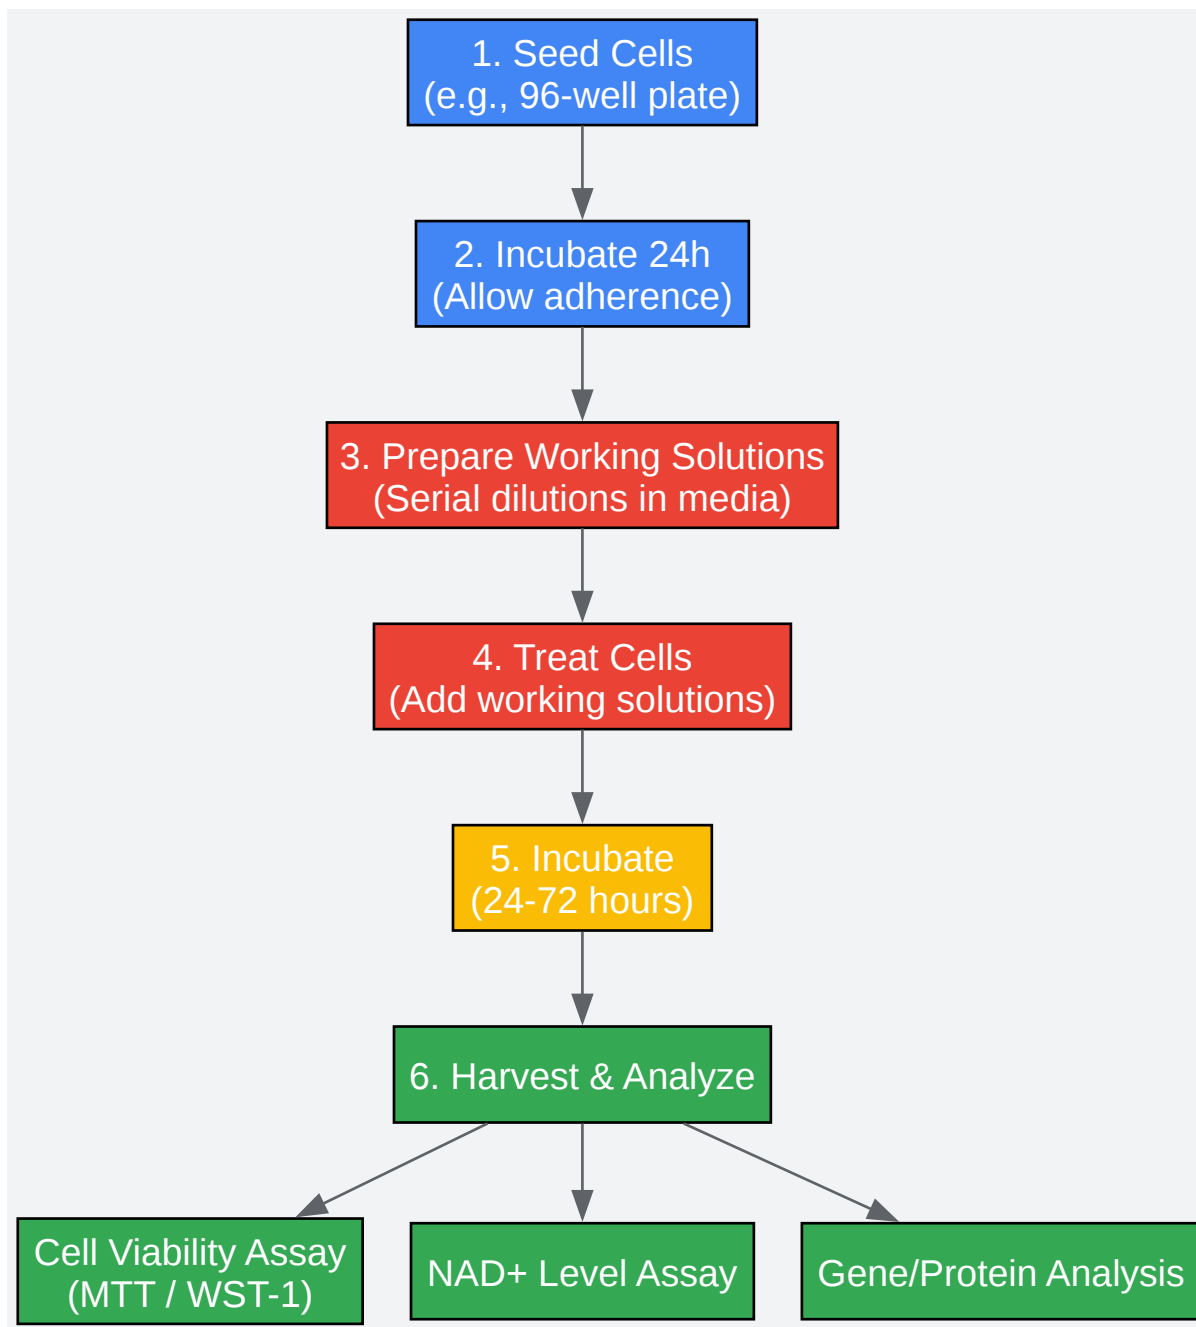 1. Seed Cells
(e.g., 96-well plate)
2. Incubate 24h
(Allow adherence)
3. Prepare Working Solutions
(Serial dilutions in media)
4. Treat Cells
(Add working solutions)
5. Incubate
(24-72 hours)
6. Harvest & Analyze
Cell Viability Assay
(MTT / WST-1)
NAD+ Level Assay
Gene/Protein Analysis